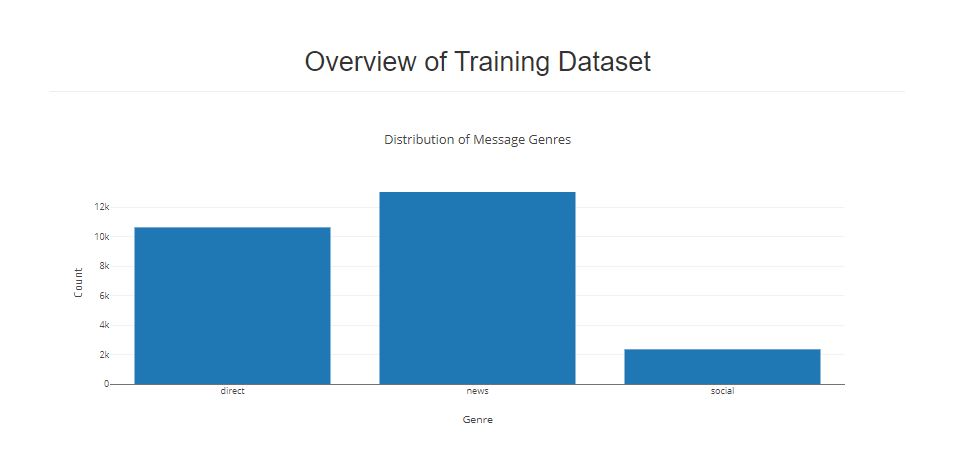 Overview of Training Dataset
Distribution of Message Genres
12k
10k
8k
6k
4k
2k
0
Count
direct
news
social
Genre